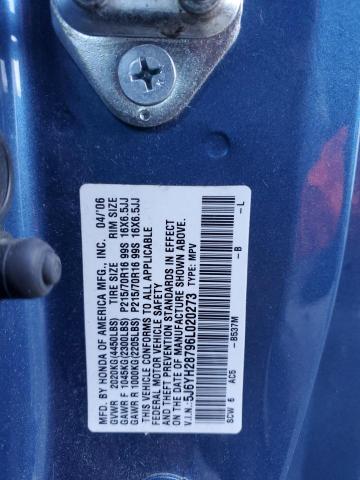 MFD. BY HONDA OF AMERICA MFG., INC. 04/'06
GVWR 2020KG(4450LBS) TIRE SIZE RIM SIZE
GAWR F 1045KG(2300LBS) P215/70R16 99S 16X6.5JJ
GAWR R 1000KG(2205LBS) P215/70R16 99S 16X6.5JJ
THIS VEHICLE CONFORMS TO ALL APPLICABLE
FEDERAL MOTOR VEHICLE SAFETY
AND THEFT PREVENTION STANDARDS IN EFFECT
ON THE DATE OF MANUFACTURE SHOWN ABOVE.
V.I.N.: 5J6YH28796L020273 TYPE: MPV
SCW 6 AC5 -B537M -B -L